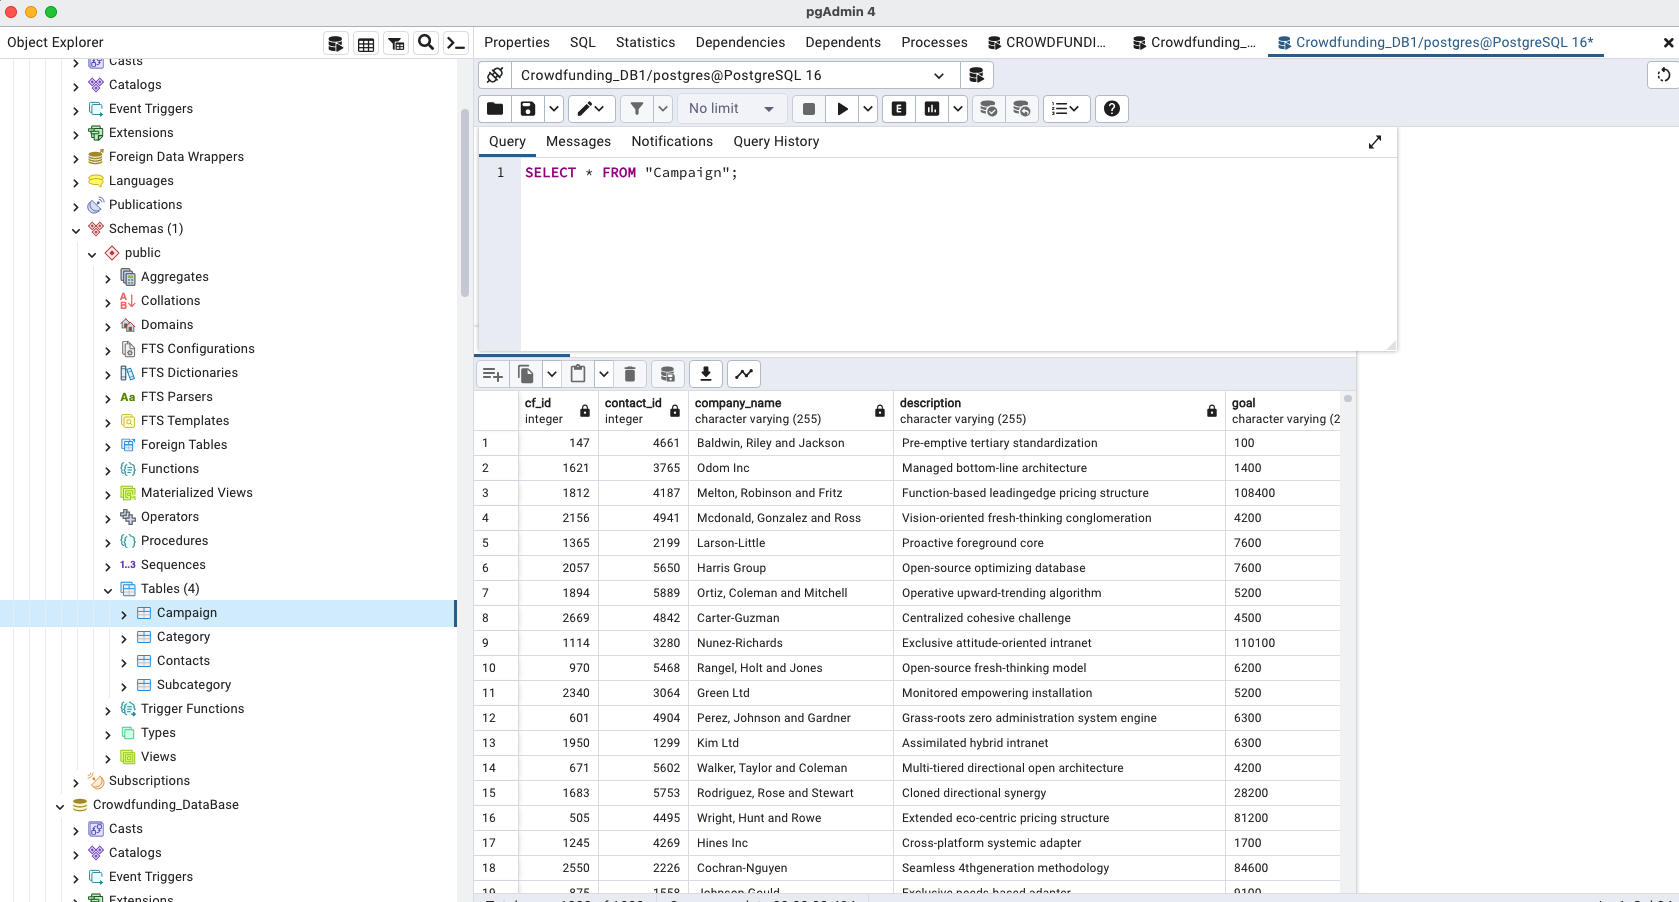 pgAdmin 4
Object Explorer
Properties SQL Statistics Dependencies Dependents Processes CROWDFUNDI... Crowdfunding_... Crowdfunding_DB1/postgres@PostgreSQL 16*
Casts
Catalogs
Event Triggers
Extensions
Foreign Data Wrappers
Languages
Publications
Schemas (1)
public
Aggregates
Collations
Domains
FTS Configurations
FTS Dictionaries
Aa FTS Parsers
FTS Templates
Foreign Tables
Functions
Materialized Views
Operators
Procedures
1..3 Sequences
Tables (4)
Campaign
Category
Contacts
Subcategory
Trigger Functions
Types
Views
Subscriptions
Crowdfunding_DataBase
Casts
Catalogs
Event Triggers
Extensions
Crowdfunding_DB1/postgres@PostgreSQL 16
No limit E
Query Messages Notifications Query History
1 SELECT * FROM "Campaign";
cf_id contact_id company_name description goal
integer integer character varying (255) character varying (255) character varying (2
1 147 4661 Baldwin, Riley and Jackson Pre-emptive tertiary standardization 100
2 1621 3765 Odom Inc Managed bottom-line architecture 1400
3 1812 4187 Melton, Robinson and Fritz Function-based leadingedge pricing structure 108400
4 2156 4941 Mcdonald, Gonzalez and Ross Vision-oriented fresh-thinking conglomeration 4200
5 1365 2199 Larson-Little Proactive foreground core 7600
6 2057 5650 Harris Group Open-source optimizing database 7600
7 1894 5889 Ortiz, Coleman and Mitchell Operative upward-trending algorithm 5200
8 2669 4842 Carter-Guzman Centralized cohesive challenge 4500
9 1114 3280 Nunez-Richards Exclusive attitude-oriented intranet 110100
10 970 5468 Rangel, Holt and Jones Open-source fresh-thinking model 6200
11 2340 3064 Green Ltd Monitored empowering installation 5200
12 601 4904 Perez, Johnson and Gardner Grass-roots zero administration system engine 6300
13 1950 1299 Kim Ltd Assimilated hybrid intranet 6300
14 671 5602 Walker, Taylor and Coleman Multi-tiered directional open architecture 4200
15 1683 5753 Rodriguez, Rose and Stewart Cloned directional synergy 28200
16 505 4495 Wright, Hunt and Rowe Extended eco-centric pricing structure 81200
17 1245 4269 Hines Inc Cross-platform systemic adapter 1700
18 2550 2226 Cochran-Nguyen Seamless 4thgeneration methodology 84600
19 875 1558 Johnson-Gould Exclusive needs-based adapter 9100